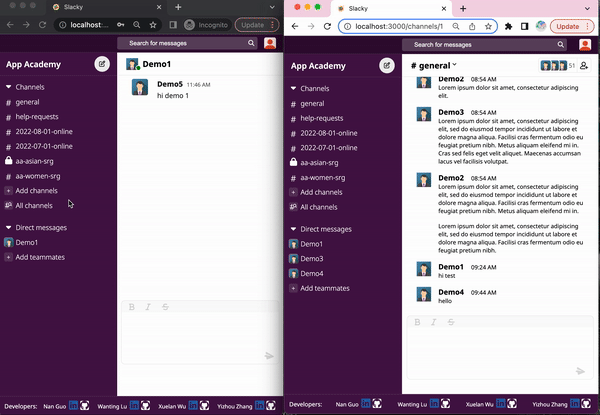 Slacky
localhost:...
Incognito
Update
Search for messages
App Academy
Channels
# general
# help-requests
# 2022-08-01-online
# 2022-07-01-online
aa-asian-srg
# aa-women-srg
+ Add channels
All channels
Direct messages
Demo1
+ Add teammates
Demo1
Demo5 11:46 AM
hi demo 1
B I S
Developers: Nan Guo Wanting Lu Xuelan Wu Yizhou Zhang
Slacky
localhost:3000/channels/1
Update
Search for messages
App Academy
Channels
# general
# help-requests
# 2022-08-01-online
# 2022-07-01-online
aa-asian-srg
# aa-women-srg
+ Add channels
All channels
Direct messages
Demo1
Demo3
Demo4
+ Add teammates
# general
51
Demo2 08:54 AM
Lorem ipsum dolor sit amet, consectetur adipiscing
elit.
Demo3 08:54 AM
Lorem ipsum dolor sit amet, consectetur adipiscing
elit, sed do eiusmod tempor incididunt ut labore et
dolore magna aliqua. Facilisi cras fermentum odio eu
feugiat pretium nibh. Metus aliquam eleifend mi in.
Cras sed felis eget velit aliquet. Maecenas accumsan
lacus vel facilisis volutpat.
Demo2 08:54 AM
Lorem ipsum dolor sit amet, consectetur adipiscing
elit, sed do eiusmod tempor incididunt ut labore et
dolore magna aliqua. Metus aliquam eleifend mi in.
Lorem ipsum dolor sit amet, consectetur adipiscing
elit, sed do eiusmod tempor incididunt ut labore et
dolore magna aliqua. Facilisi cras fermentum odio eu
feugiat pretium nibh.
Demo1 09:24 AM
hi test
Demo4 09:44 AM
hello
B I S
Developers: Nan Guo Wanting Lu Xuelan Wu Yizhou Zhang